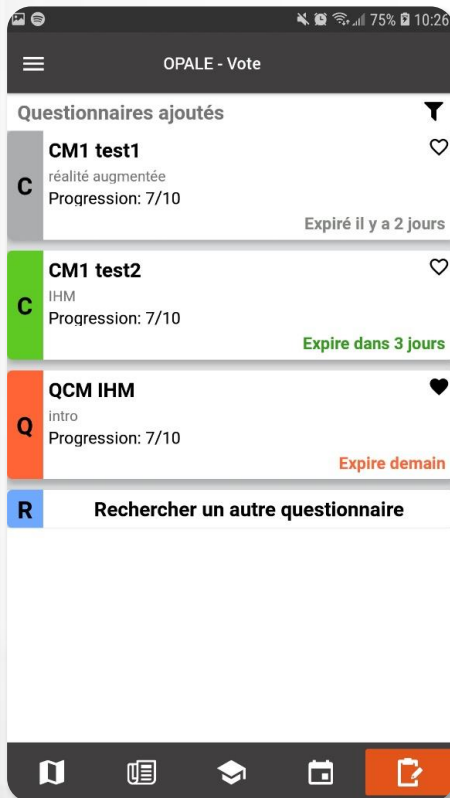 75% 10:26
OPALE - Vote
Questionnaires ajoutés
CM1 test1
réalité augmentée
C
Progression: 7/10
Expiré il y a 2 jours
CM1 test2
IHM
C
Progression: 7/10
Expire dans 3 jours
QCM IHM
intro
Q
Progression: 7/10
Expire demain
R Rechercher un autre questionnaire